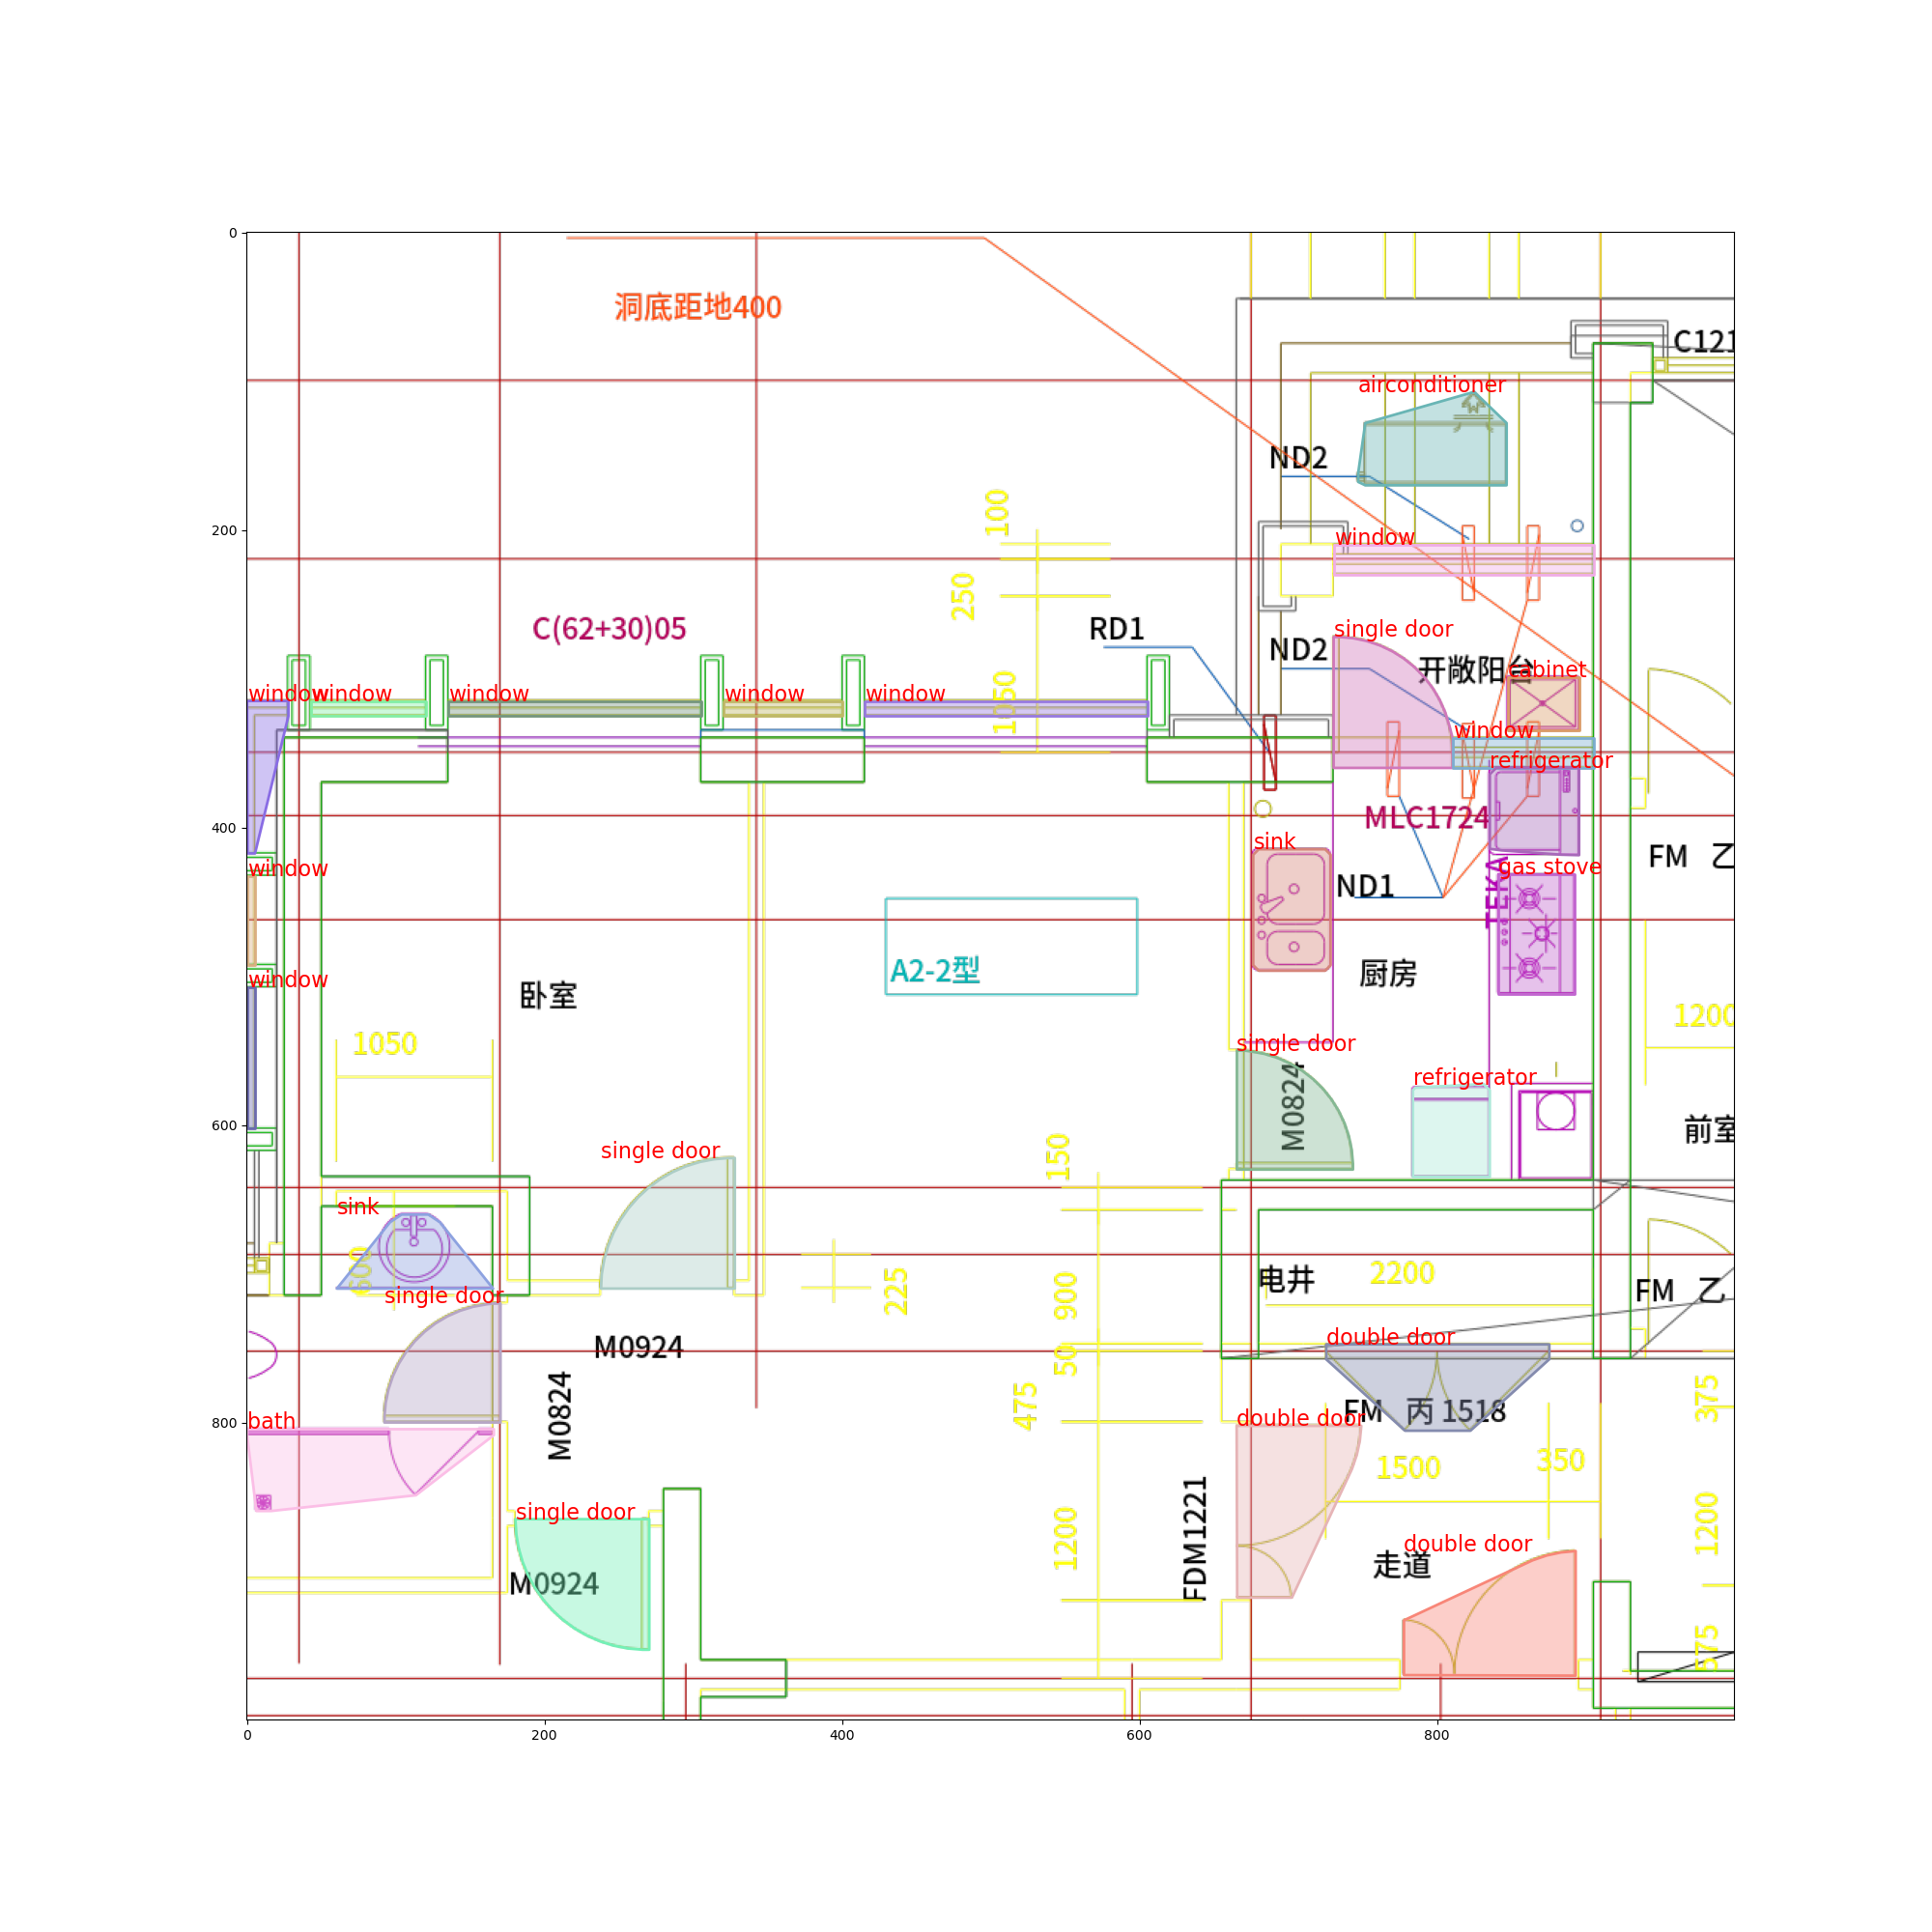 0
200
400
600
800
0
200
400
600
800
洞底距地400
C121
airconditioner
ND2
100
window
250
C(62+30)05
RD1
ND2
single door
开敞阳台
cabinet
1050
window
window
window
window
window
window
refrigerator
MLC1724
sink
FM 乙
window
gas stove
TEKA
ND1
A2-2型
厨房
window
卧室
1200
1050
single door
M0824
refrigerator
前室
150
single door
sink
600
single door
225
900
电井
2200
FM 乙
M0924
50
double door
M0824
475
FM 丙 1518
375
bath
double door
1500
350
single door
FDM1221
1200
1200
double door
走道
M0924
575